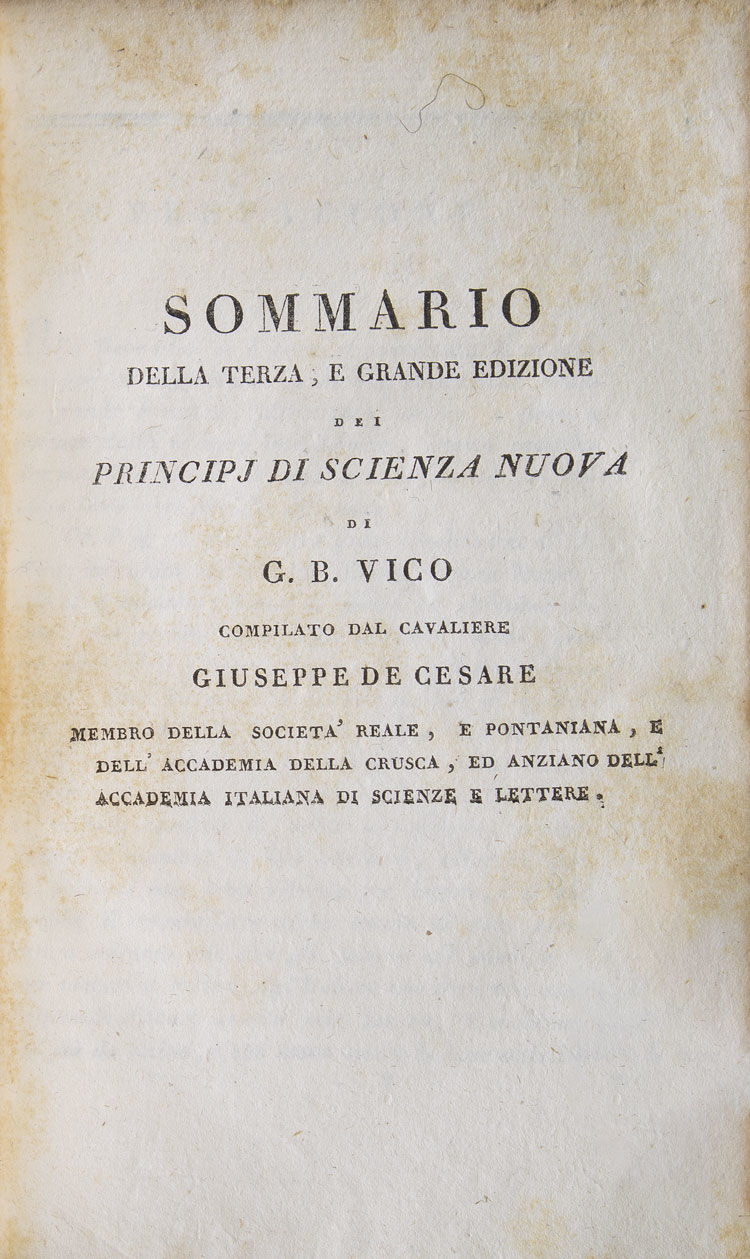 SOMMARIO
DELLA TERZA, E GRANDE EDIZIONE
DEI
PRINCIPJ DI SCIENZA NUOVA
DI
G. B. VICO
COMPILATO DAL CAVALIERE
GIUSEPPE DE CESARE
MEMBRO DELLA SOCIETA' REALE, E PONTANIANA, E
DELL' ACCADEMIA DELLA CRUSCA, ED ANZIANO DELL'
ACCADEMIA ITALIANA DI SCIENZE E LETTERE.